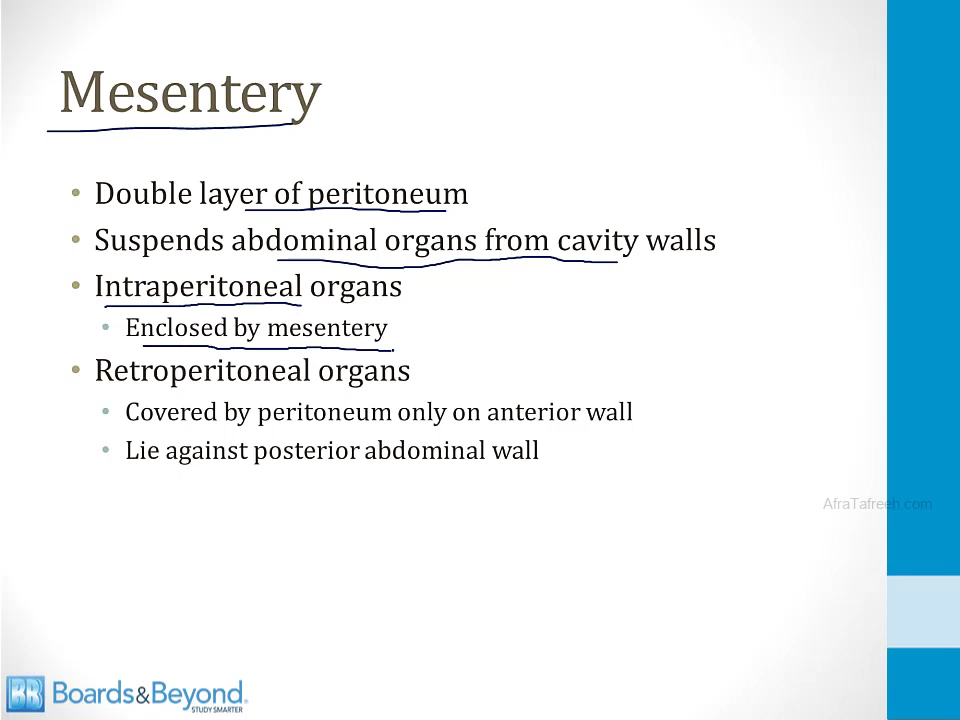 Mesentery
• Double layer of peritoneum
• Suspends abdominal organs from cavity walls
• Intraperitoneal organs
• Enclosed by mesentery
• Retroperitoneal organs
• Covered by peritoneum only on anterior wall
• Lie against posterior abdominal wall
AfraTafreeh.com
BB Boards&Beyond.
STUDY SMARTER